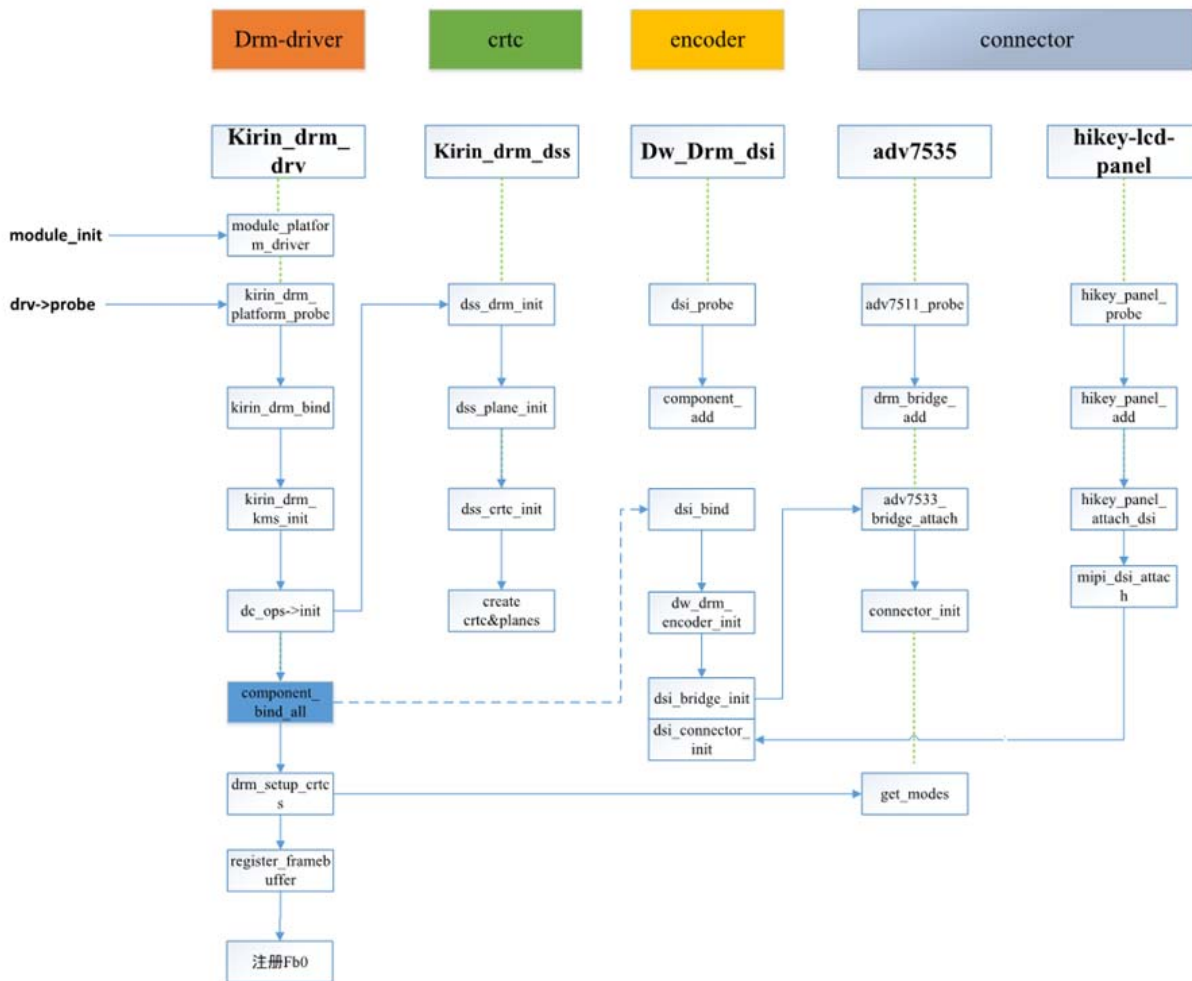 Drm-driver
crtc
encoder
connector
Kirin_drm_
drv
Kirin_drm_dss
Dw_Drm_dsi
adv7535
hikey-lcd-
panel
module_init
module_platfor
m_driver
drv->probe
kirin_drm_
platform_probe
dss_drm_init
dsi_probe
adv7511_probe
hikey_panel_
probe
kirin_drm_bind
dss_plane_init
component_
add
drm_bridge_
add
hikey_panel_
add
kirin_drm_
kms_init
dss_crtc_init
dsi_bind
adv7533_
bridge_attach
hikey_panel_
attach_dsi
mipi_dsi_attac
h
dc_ops->init
create
crtc&planes
dw_drm_
encoder_init
connector_init
component_
bind_all
dsi_bridge_init
dsi_connector_
init
drm_setup_crtc
s
get_modes
register_frameb
uffer
注册Fb0